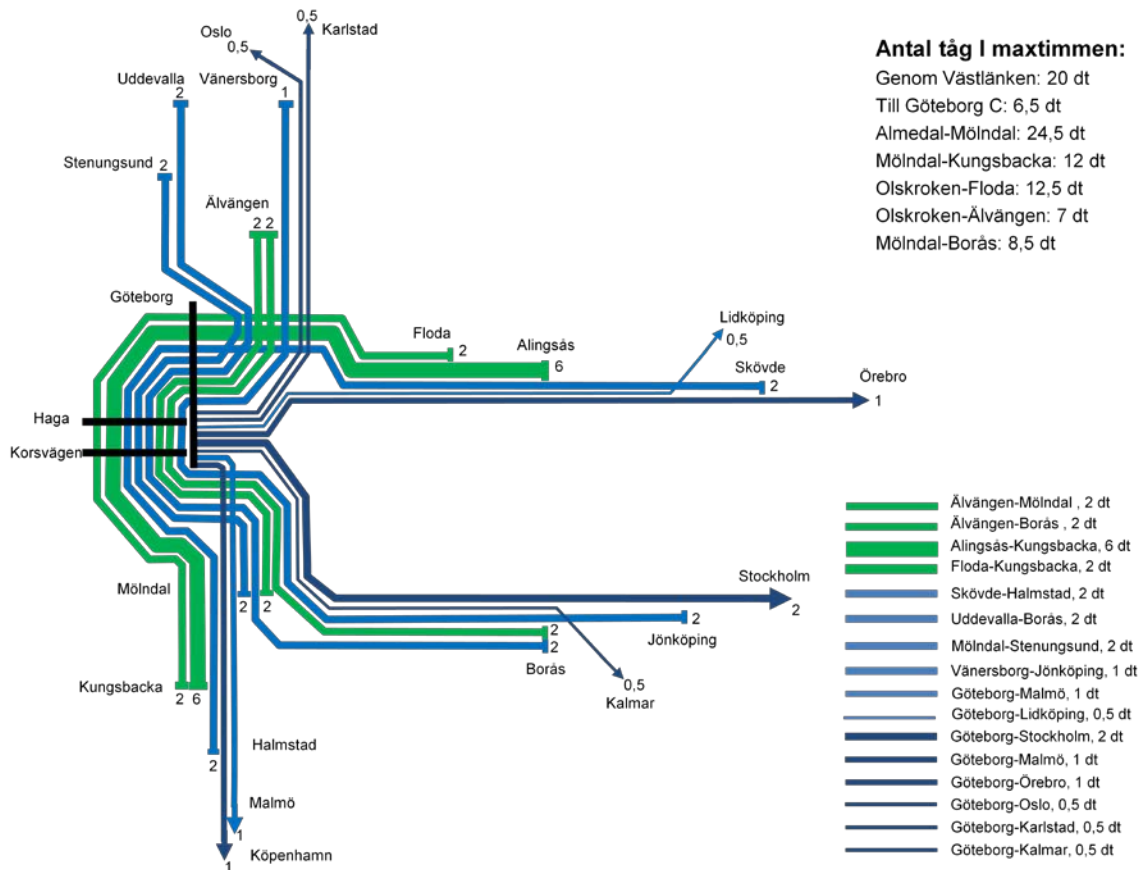 0,5
Oslo
Karlstad
0,5
Uddevalla
Vänersborg
2
1
Stenungsund
2
Älvängen
2 2
Göteborg
Lidköping
0,5
Floda
2
Alingsås
6
Skövde
2
Örebro
1
Haga
Korsvägen
Mölndal
2
2
Stockholm
2
2
Jönköping
2
2
Borås
0,5
Kalmar
Kungsbacka
2 6
Halmstad
2
Malmö
1
Köpenhamn
1
Antal tåg I maxtimmen:
Genom Västlänken: 20 dt
Till Göteborg C: 6,5 dt
Almedal-Mölndal: 24,5 dt
Mölndal-Kungsbacka: 12 dt
Olskroken-Floda: 12,5 dt
Olskroken-Älvängen: 7 dt
Mölndal-Borås: 8,5 dt
Älvängen-Mölndal , 2 dt
Älvängen-Borås , 2 dt
Alingsås-Kungsbacka, 6 dt
Floda-Kungsbacka, 2 dt
Skövde-Halmstad, 2 dt
Uddevalla-Borås, 2 dt
Mölndal-Stenungsund, 2 dt
Vänersborg-Jönköping, 1 dt
Göteborg-Malmö, 1 dt
Göteborg-Lidköping, 0,5 dt
Göteborg-Stockholm, 2 dt
Göteborg-Malmö, 1 dt
Göteborg-Örebro, 1 dt
Göteborg-Oslo, 0,5 dt
Göteborg-Karlstad, 0,5 dt
Göteborg-Kalmar, 0,5 dt